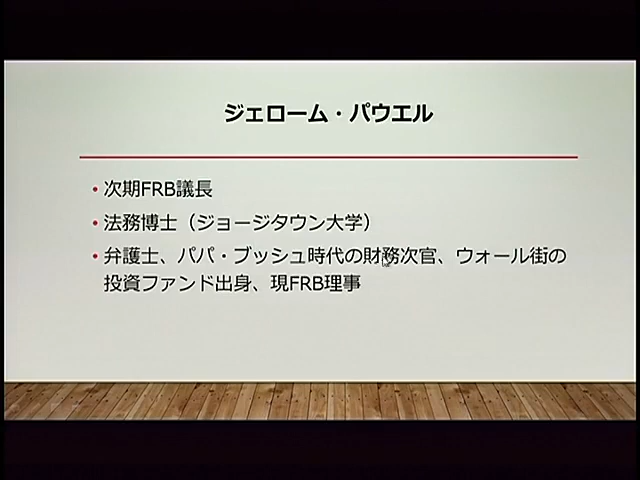 ジェローム・パウエル
・次期FRB議長
・法務博士（ジョージタウン大学）
・弁護士、パパ・ブッシュ時代の財務次官、ウォール街の
投資ファンド出身、現FRB理事